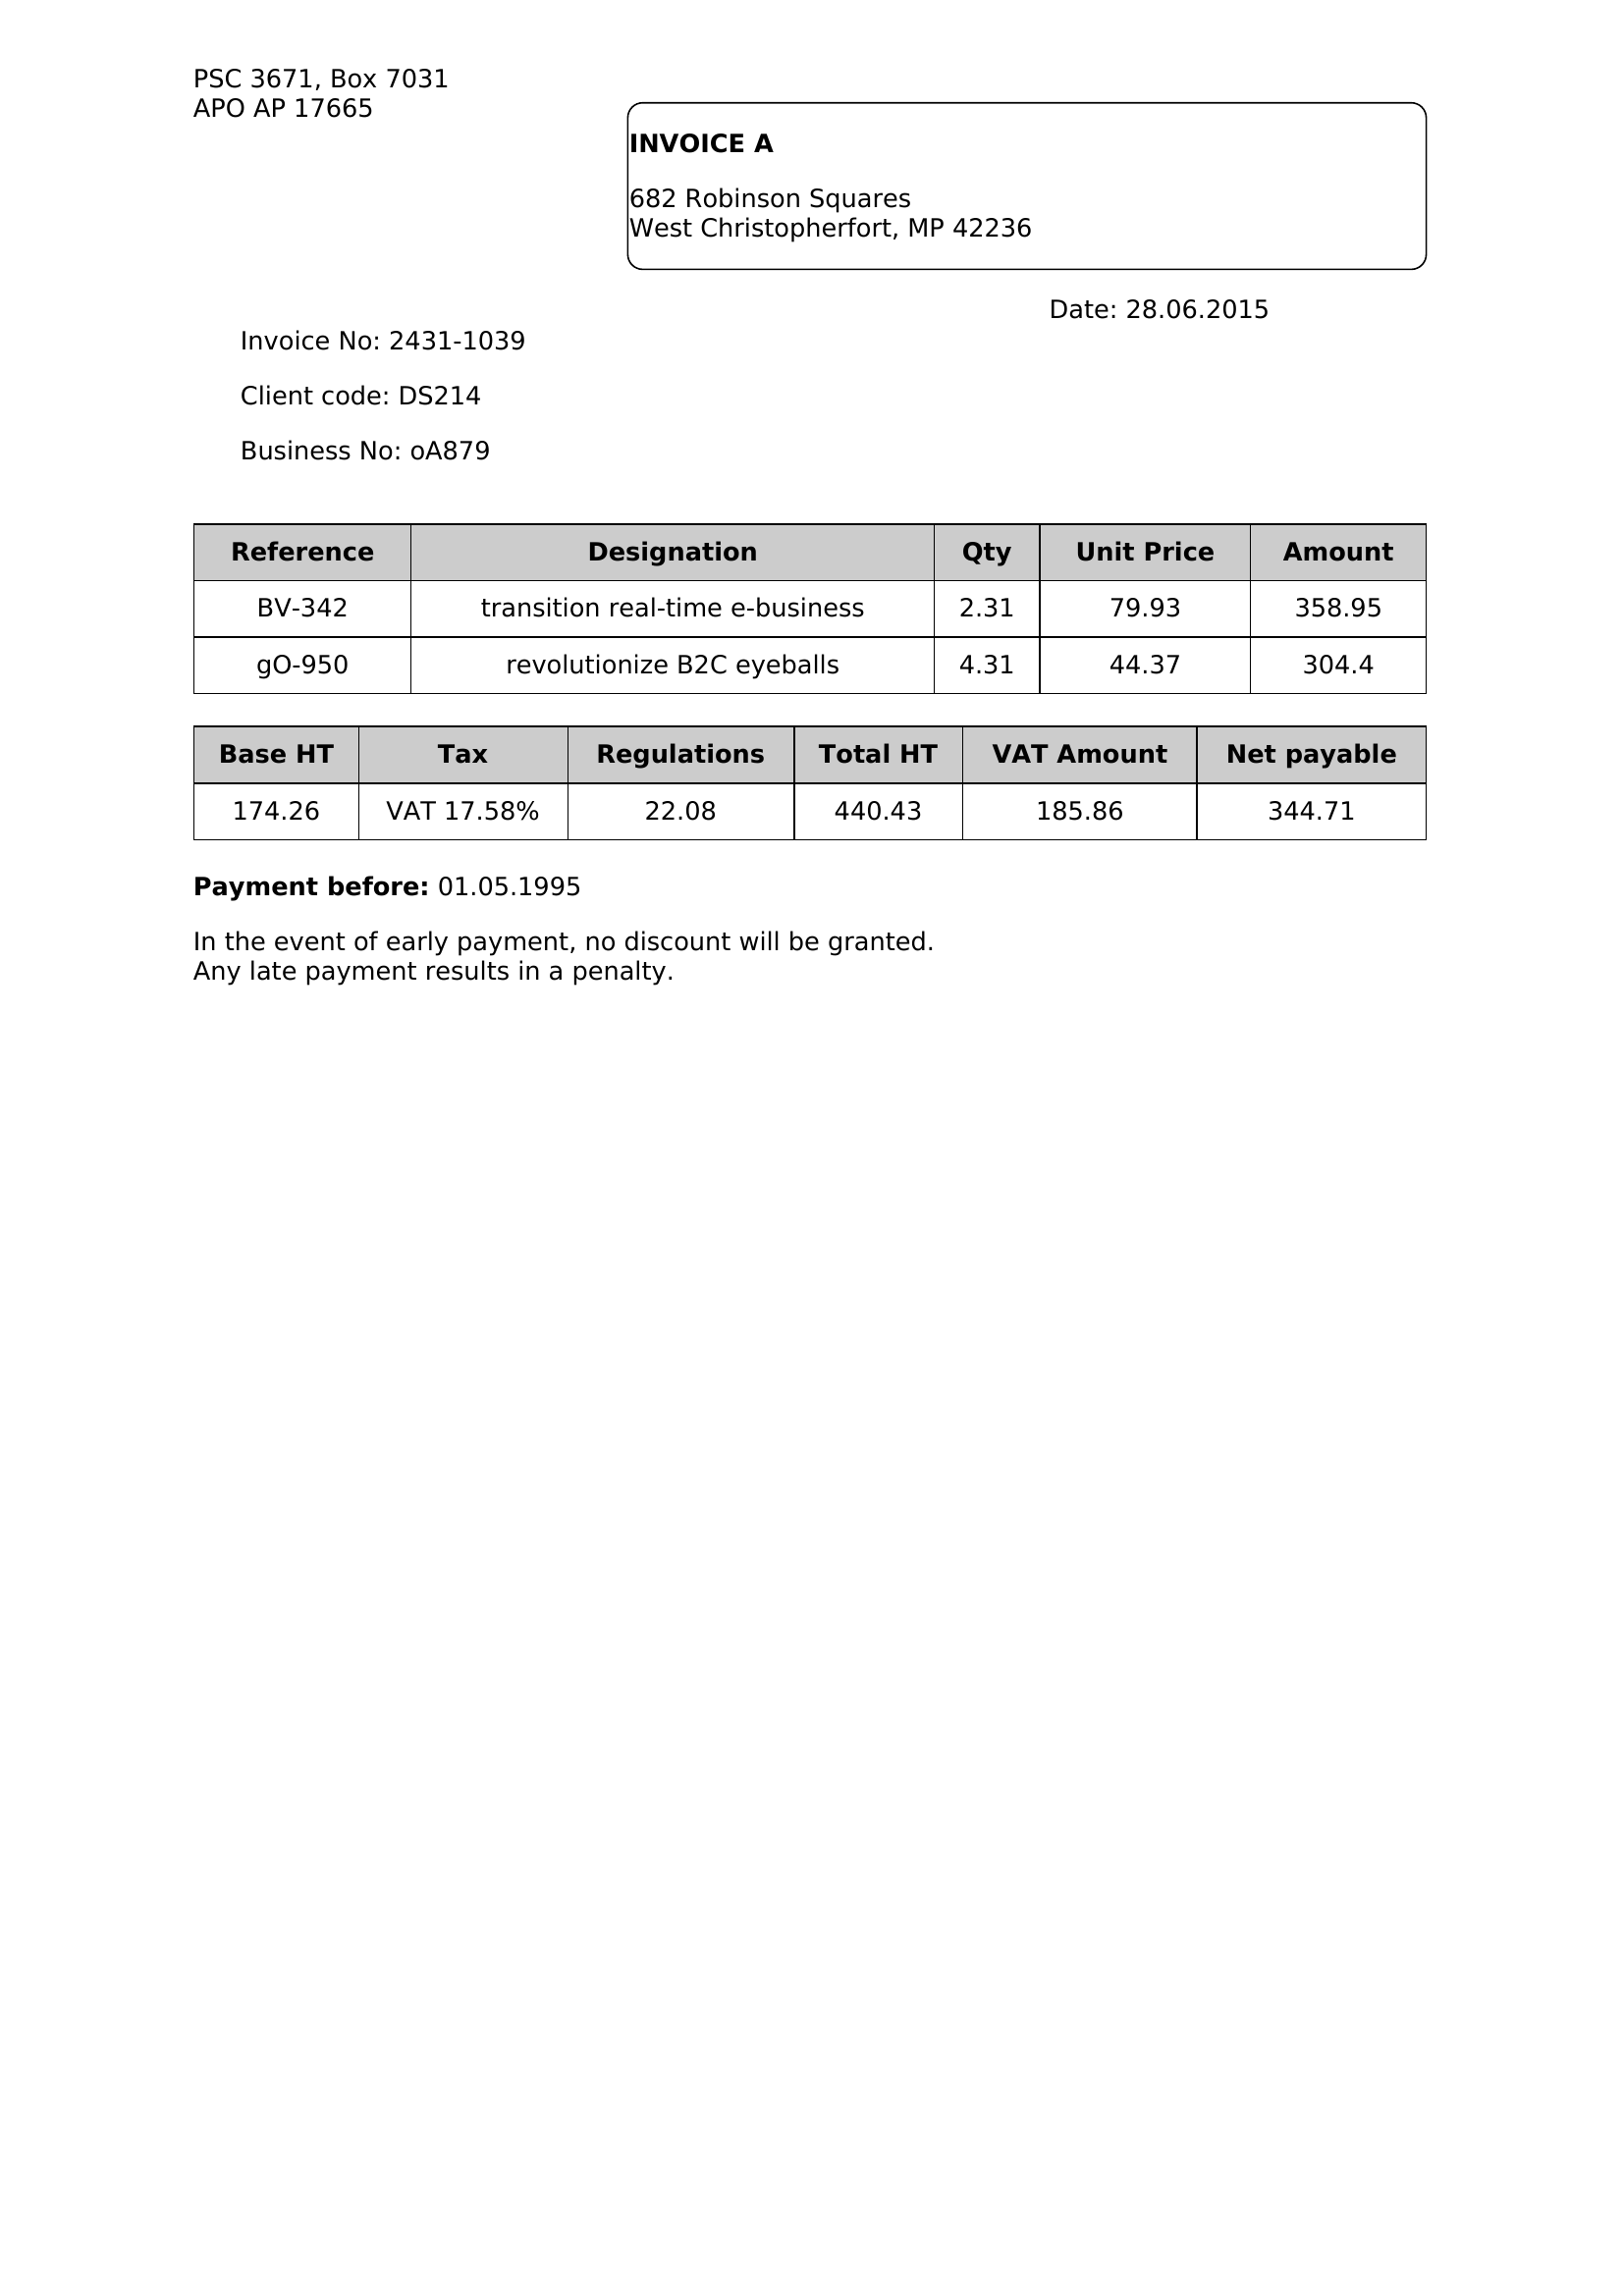 PSC 3671, Box 7031
APO AP 17665
INVOICE A
682 Robinson Squares
West Christopherfort, MP 42236
Date: 28.06.2015
Invoice No: 2431-1039
Client code: DS214
Business No: oA879
Reference Designation Qty Unit Price Amount
BV-342 transition real-time e-business 2.31 79.93 358.95
gO-950 revolutionize B2C eyeballs 4.31 44.37 304.4
Base HT Tax Regulations Total HT VAT Amount Net payable
174.26 VAT 17.58% 22.08 440.43 185.86 344.71
Payment before: 01.05.1995
In the event of early payment, no discount will be granted.
Any late payment results in a penalty.